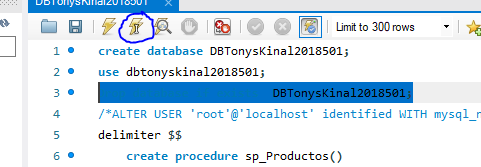 DBTonysKinal2018501
Limit to 300 rows
1 create database DBTonysKinal2018501;
2 use dbtonyskinal2018501;
3 DBTonysKinal2018501;
4 /*ALTER USER 'root'@'localhost' identified WITH
5 delimiter $$
6 create procedure sp_Productos()